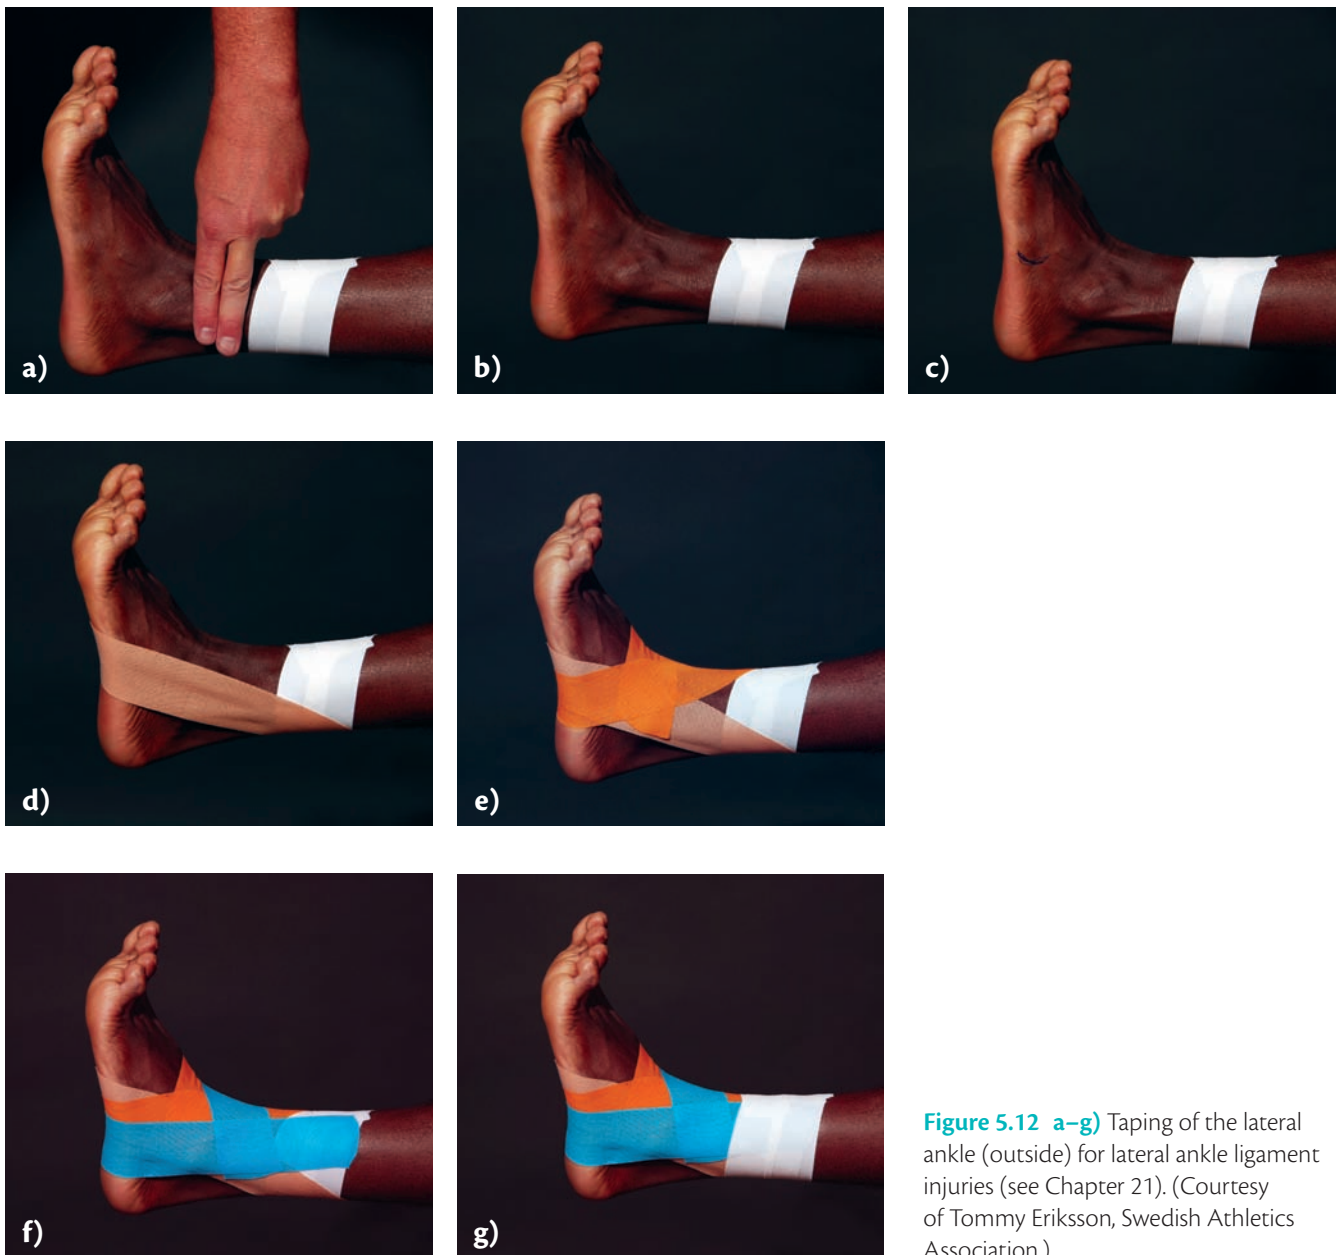 a)
b)
c)
d)
e)
f)
g)
Figure 5.12 a–g) Taping of the lateral
ankle (outside) for lateral ankle ligament
injuries (see Chapter 21). (Courtesy
of Tommy Eriksson, Swedish Athletics
Association.)